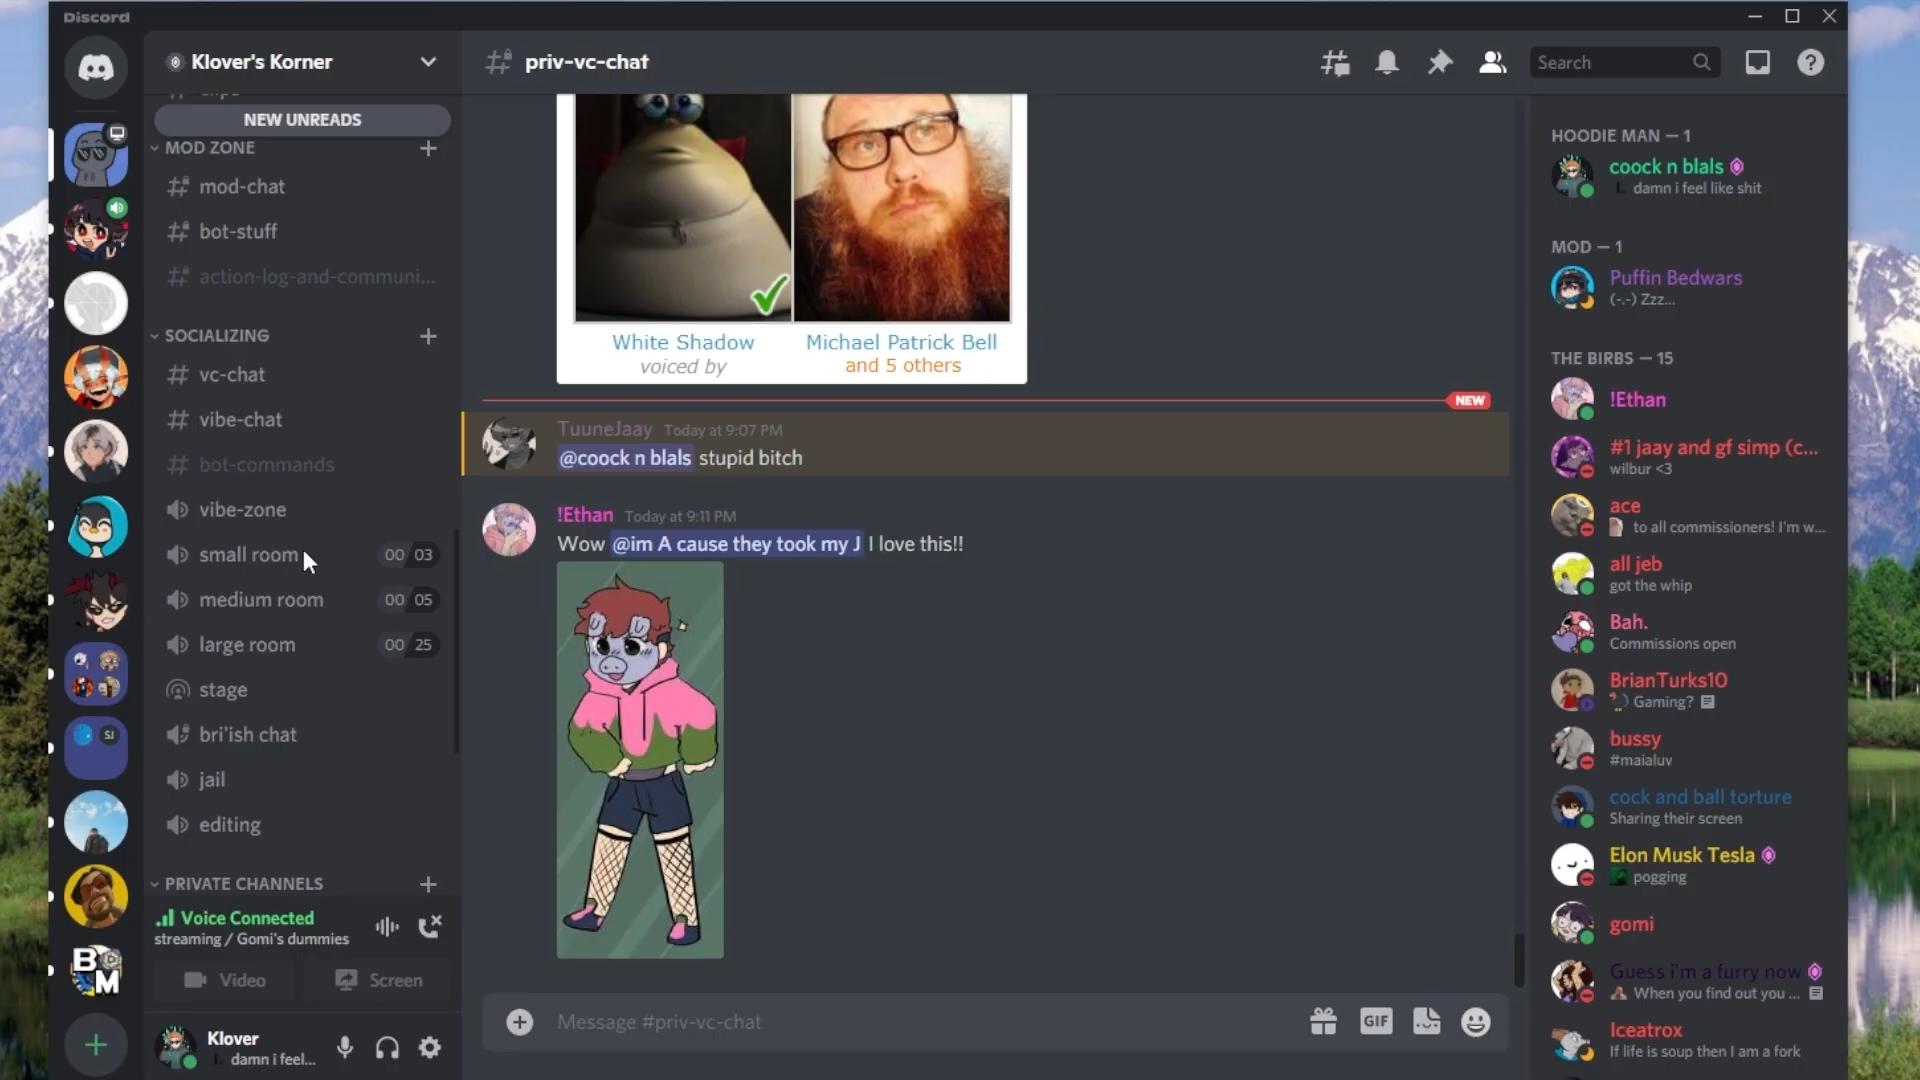 Discord
Klover's Korner
NEW UNREADS
MOD ZONE
mod-chat
bot-stuff
action-log-and-communi...
SOCIALIZING
vc-chat
vibe-chat
bot-commands
vibe-zone
small room
00 03
medium room
00 05
large room
00 25
stage
bri'ish chat
jail
editing
PRIVATE CHANNELS
Voice Connected
streaming / Gomi's dummies
Video
Screen
Klover
damn i feel...
SJ
B
M
priv-vc-chat
Search
White Shadow
voiced by
Michael Patrick Bell
and 5 others
NEW
TuuneJaay Today at 9:07 PM
@coock n blals stupid bitch
!Ethan Today at 9:11 PM
Wow @im A cause they took my J I love this!!
Message #priv-vc-chat
GIF
HOODIE MAN — 1
coock n blals
damn i feel like shit
MOD — 1
Puffin Bedwars
(-.-) Zzz...
THE BIRBS — 15
!Ethan
#1 jaay and gf simp (c...
wilbur <3
ace
to all commissioners! I'm w...
all jeb
got the whip
Bah.
Commissions open
BrianTurks10
Gaming?
bussy
#maialuv
cock and ball torture
Sharing their screen
Elon Musk Tesla
pogging
gomi
Guess i'm a furry now
When you find out you ...
Iceatrox
If life is soup then I am a fork